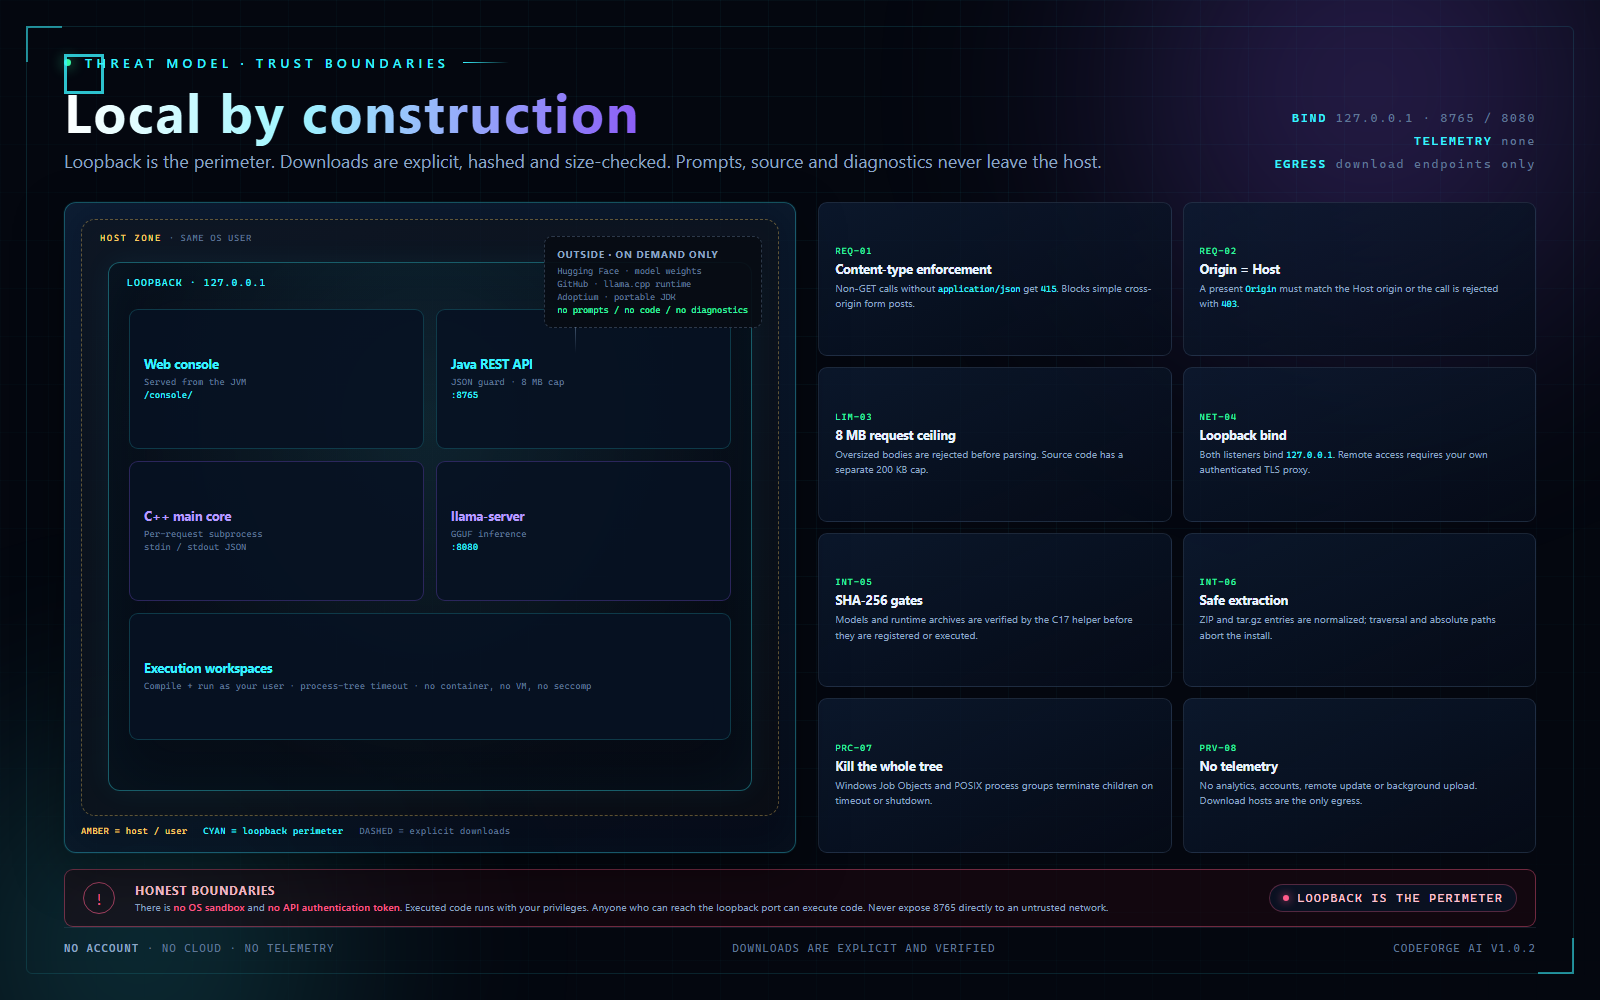 THREAT MODEL · TRUST BOUNDARIES
Local by construction
Loopback is the perimeter. Downloads are explicit, hashed and size-checked. Prompts, source and diagnostics never leave the host.
BIND 127.0.0.1 · 8765 / 8080
TELEMETRY none
EGRESS download endpoints only
HOST ZONE · SAME OS USER
OUTSIDE · ON DEMAND ONLY
Hugging Face · model weights
GitHub · llama.cpp runtime
Adoptium · portable JDK
no prompts / no code / no diagnostics
LOOPBACK · 127.0.0.1
Web console
Served from the JVM
/console/
Java REST API
JSON guard · 8 MB cap
:8765
C++ main core
Per-request subprocess
stdin / stdout JSON
llama-server
GGUF inference
:8080
Execution workspaces
Compile + run as your user · process-tree timeout · no container, no VM, no seccomp
AMBER = host / user CYAN = loopback perimeter DASHED = explicit downloads
REQ-01
Content-type enforcement
Non-GET calls without application/json get 415. Blocks simple cross-
origin form posts.
REQ-02
Origin = Host
A present Origin must match the Host origin or the call is rejected
with 403.
LIM-03
8 MB request ceiling
Oversized bodies are rejected before parsing. Source code has a
separate 200 KB cap.
NET-04
Loopback bind
Both listeners bind 127.0.0.1. Remote access requires your own
authenticated TLS proxy.
INT-05
SHA-256 gates
Models and runtime archives are verified by the C17 helper before
they are registered or executed.
INT-06
Safe extraction
ZIP and tar.gz entries are normalized; traversal and absolute paths
abort the install.
PRC-07
Kill the whole tree
Windows Job Objects and POSIX process groups terminate children on
timeout or shutdown.
PRV-08
No telemetry
No analytics, accounts, remote update or background upload.
Download hosts are the only egress.
!
HONEST BOUNDARIES
There is no OS sandbox and no API authentication token. Executed code runs with your privileges. Anyone who can reach the loopback port can execute code. Never expose 8765 directly to an untrusted network.
LOOPBACK IS THE PERIMETER
NO ACCOUNT · NO CLOUD · NO TELEMETRY
DOWNLOADS ARE EXPLICIT AND VERIFIED
CODEFORGE AI V1.0.2